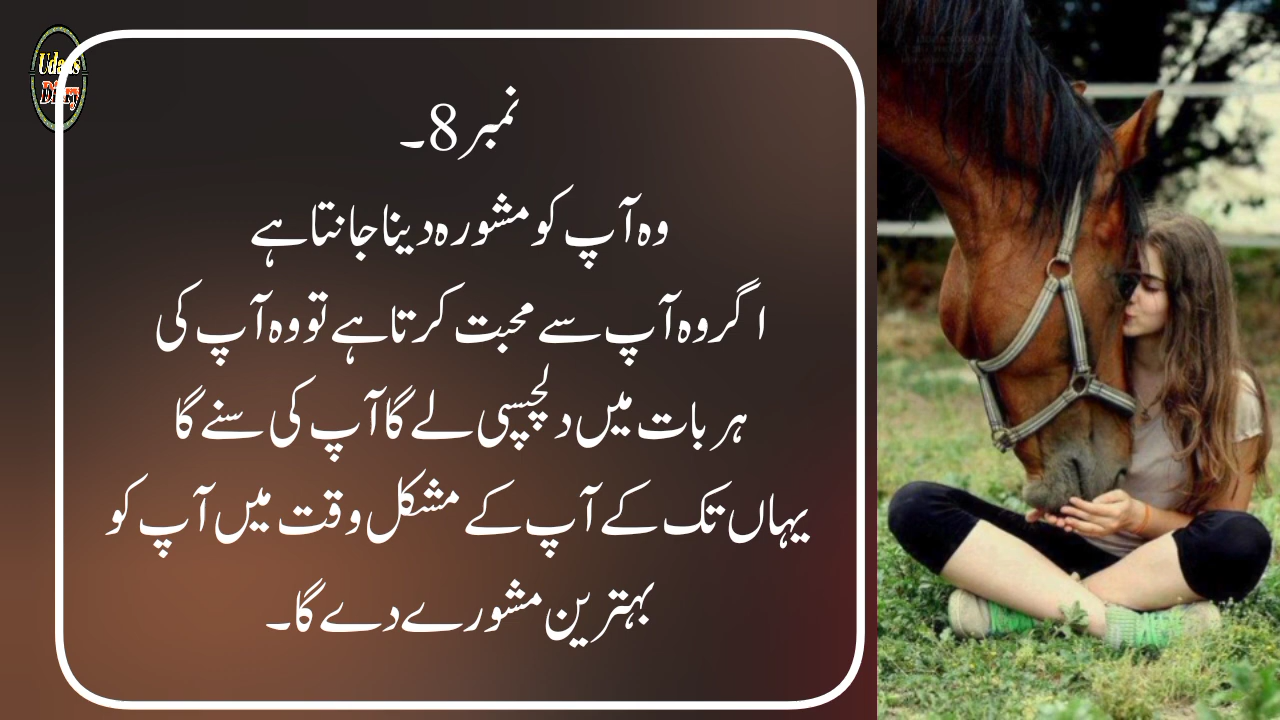 Udaas
Diary
نمبر 8۔
وہ آپ کو مشورہ دینا جانتا ہے
اگر وہ آپ سے محبت کرتا ہے تو وہ آپ کی
ہر بات میں دلچسپی لے گا آپ کی سنے گا
یہاں تک کے آپ کے مشکل وقت میں آپ کو
بہترین مشورے دے گا۔